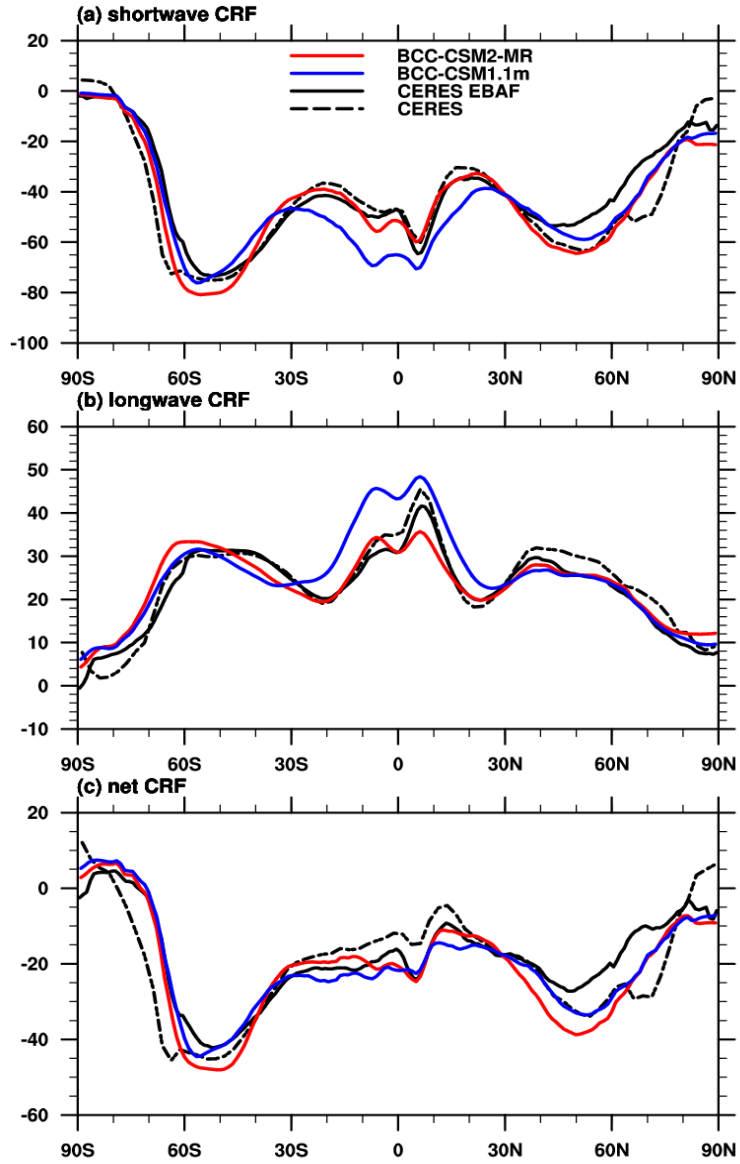 (a) shortwave CRF
20
BCC-CSM2-MR
BCC-CSM1.1m
CERES EBAF
CERES
0
-20
-40
-60
-80
-100
90S 60S 30S 0 30N 60N 90N
(b) longwave CRF
60
50
40
30
20
10
0
-10
90S 60S 30S 0 30N 60N 90N
(c) net CRF
20
0
-20
-40
-60
90S 60S 30S 0 30N 60N 90N